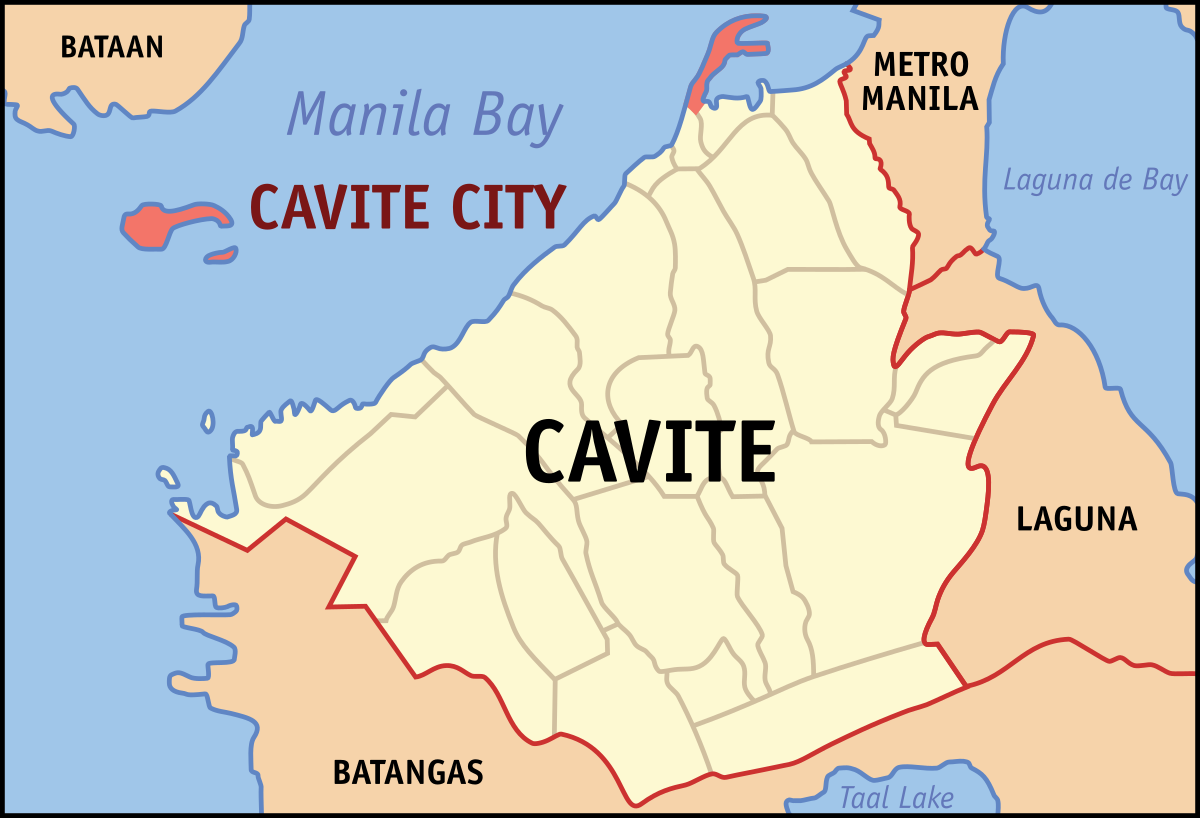 BATAAN
METRO
MANILA
Manila Bay
Laguna de Bay
CAVITE CITY
CAVITE
LAGUNA
BATANGAS
Taal Lake